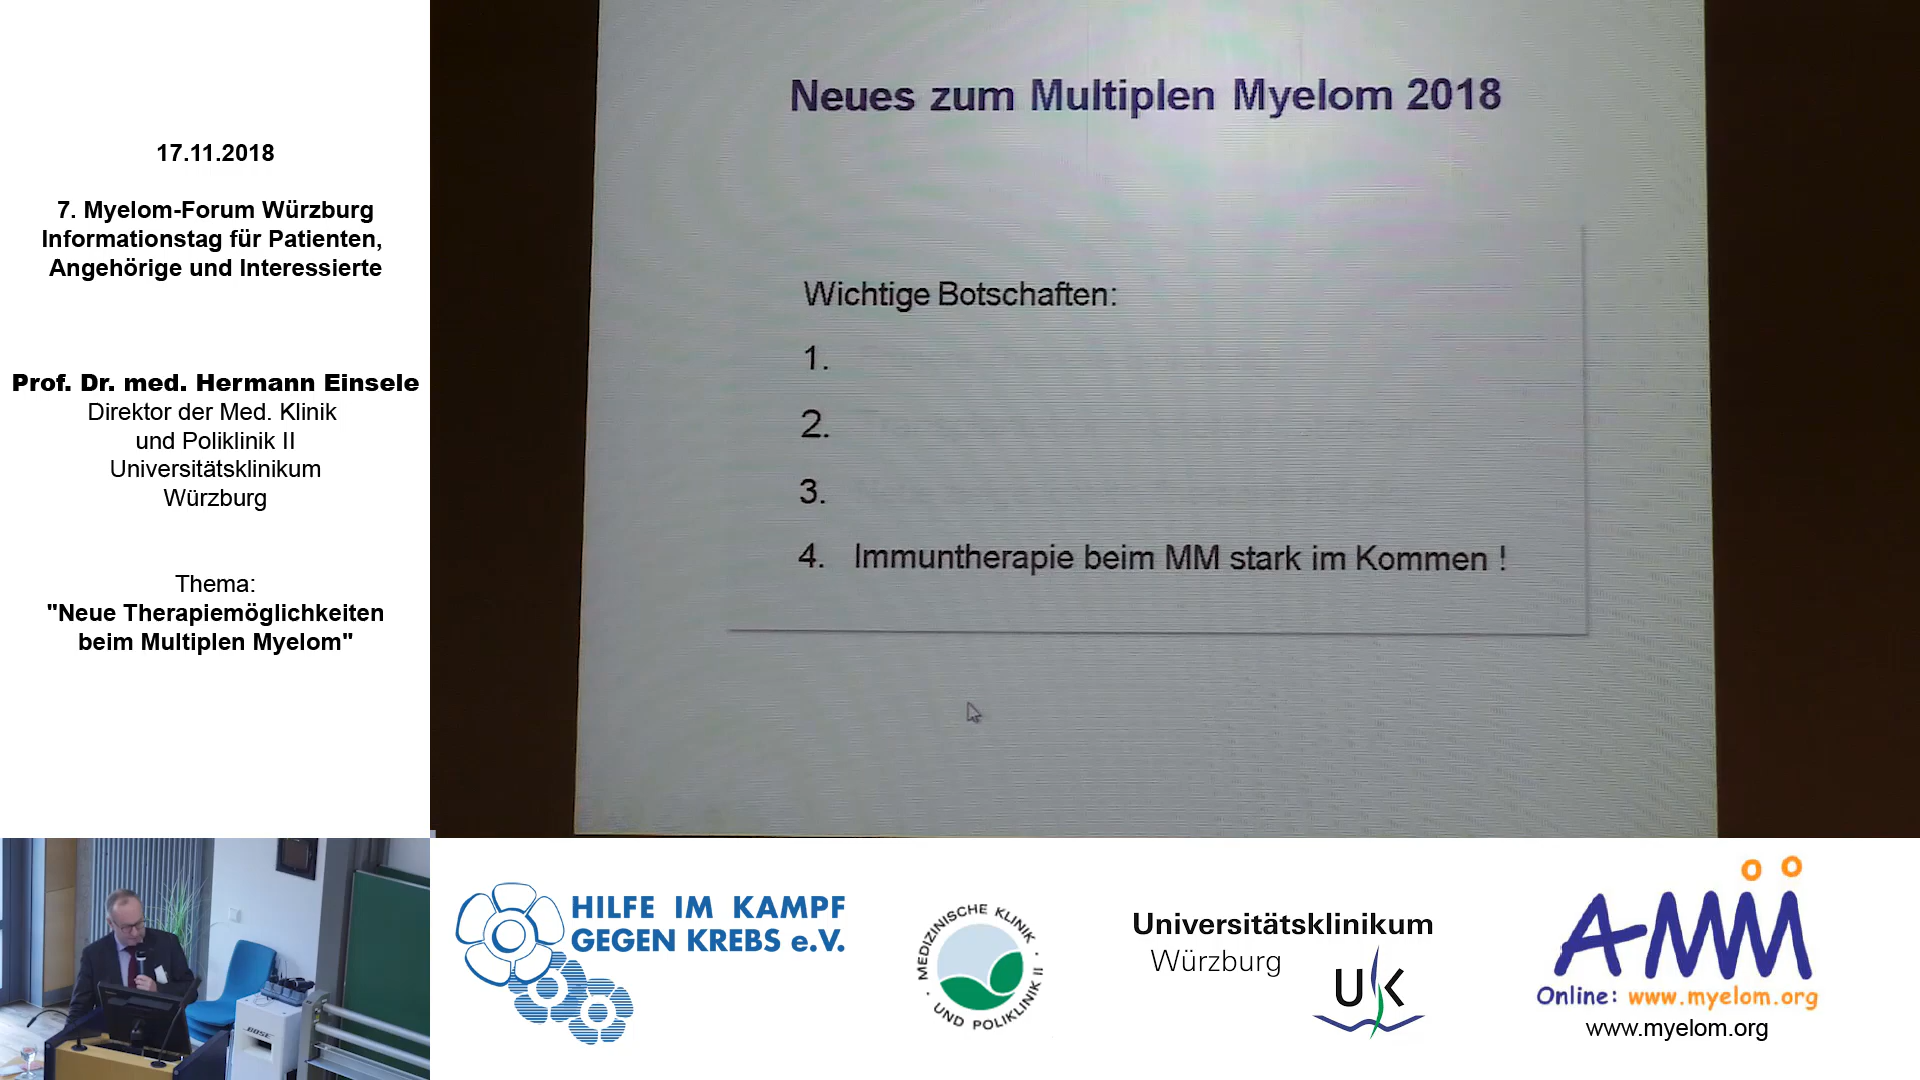 17.11.2018
7. Myelom-Forum Würzburg
Informationstag für Patienten,
Angehörige und Interessierte
Prof. Dr. med. Hermann Einsele
Direktor der Med. Klinik
und Poliklinik II
Universitätsklinikum
Würzburg
Thema:
"Neue Therapiemöglichkeiten
beim Multiplen Myelom"
Neues zum Multiplen Myelom 2018
Wichtige Botschaften:
1.
2.
3.
4. Immuntherapie beim MM stark im Kommen !
BOSE
HILFE IM KAMPF
GEGEN KREBS e.V.
· MEDIZINISCHE KLINIK ·
UND POLIKLINIK II
Universitätsklinikum
Würzburg
UK
AMM
Online: www.myelom.org
www.myelom.org